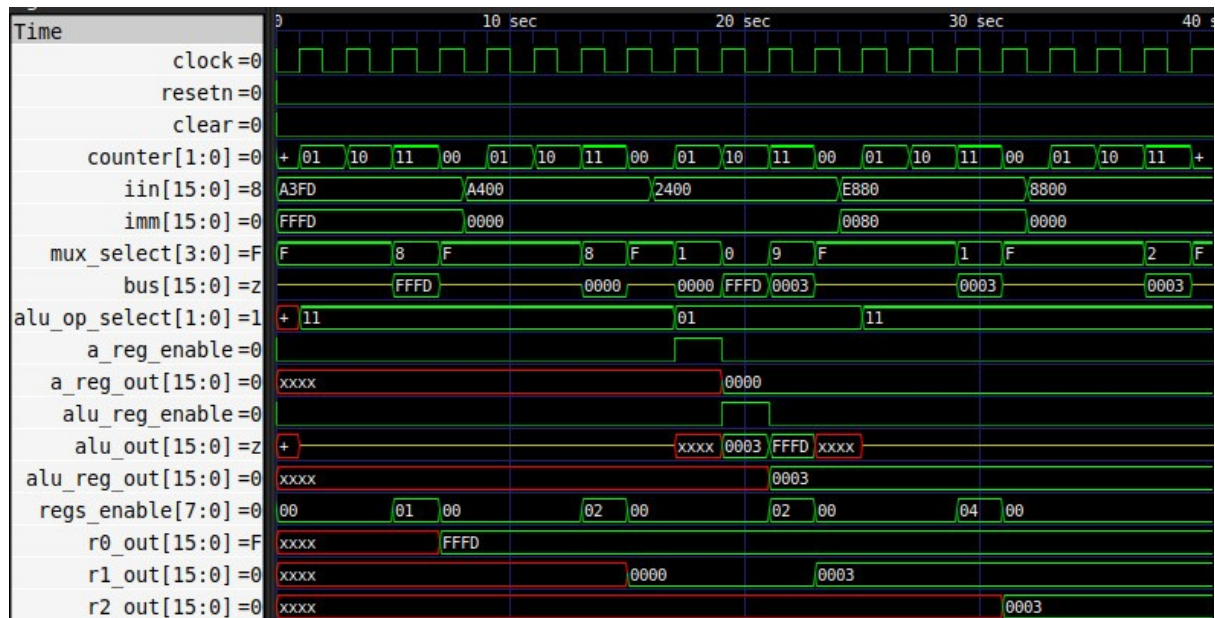 0 10 sec 20 sec 30 sec 40 s
Time
clock=0
resetn=0
clear=0
counter[1:0]=0 + 01 10 11 00 01 10 11 00 01 10 11 00 01 10 11 00 01 10 11 +
iin[15:0]=8 A3FD A400 2400 E880 8800
imm[15:0]=0 FFFD 0000 0080 0000
mux_select[3:0]=F F 8 F 8 F 1 0 9 F 1 F 2 F
bus[15:0]=z FFFD 0000 0000 FFFD 0003 0003 0003
alu_op_select[1:0]=1 + 11 01 11
a_reg_enable=0
a_reg_out[15:0]=0 xxxx 0000
alu_reg_enable=0
alu_out[15:0]=z + xxxx 0003 FFFD xxxx
alu_reg_out[15:0]=0 xxxx 0003
regs_enable[7:0]=0 00 01 00 02 00 02 00 04 00
r0_out[15:0]=F xxxx FFFD
r1_out[15:0]=0 xxxx 0000 0003
r2_out[15:0]=0 xxxx 0003